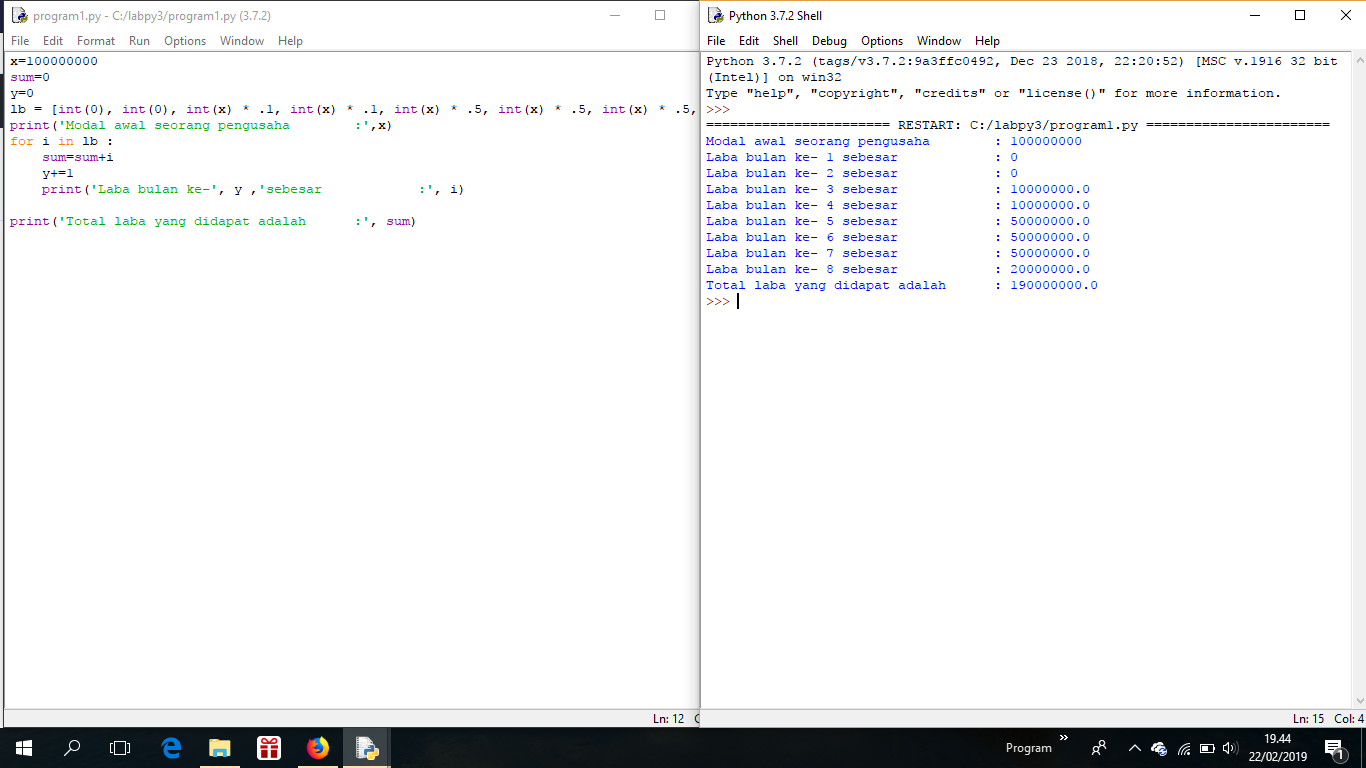 program1.py - C:/labpy3/program1.py (3.7.2)
File Edit Format Run Options Window Help
x=100000000
sum=0
y=0
lb = [int(0), int(0), int(x) * .1, int(x) * .1, int(x) * .5, int(x) * .5, int(x) * .5,
print('Modal awal seorang pengusaha        :',x)
for i in lb :
    sum=sum+i
    y+=1
    print('Laba bulan ke-', y ,'sebesar            :', i)
print('Total laba yang didapat adalah      :', sum)
Ln: 12
Python 3.7.2 Shell
File Edit Shell Debug Options Window Help
Python 3.7.2 (tags/v3.7.2:9a3ffc0492, Dec 23 2018, 22:20:52) [MSC v.1916 32 bit
(Intel)] on win32
Type "help", "copyright", "credits" or "license()" for more information.
>>>
======================= RESTART: C:/labpy3/program1.py =======================
Modal awal seorang pengusaha        : 100000000
Laba bulan ke- 1 sebesar            : 0
Laba bulan ke- 2 sebesar            : 0
Laba bulan ke- 3 sebesar            : 10000000.0
Laba bulan ke- 4 sebesar            : 10000000.0
Laba bulan ke- 5 sebesar            : 50000000.0
Laba bulan ke- 6 sebesar            : 50000000.0
Laba bulan ke- 7 sebesar            : 50000000.0
Laba bulan ke- 8 sebesar            : 20000000.0
Total laba yang didapat adalah      : 190000000.0
>>>
Ln: 15 Col: 4
Program
19.44
22/02/2019
1